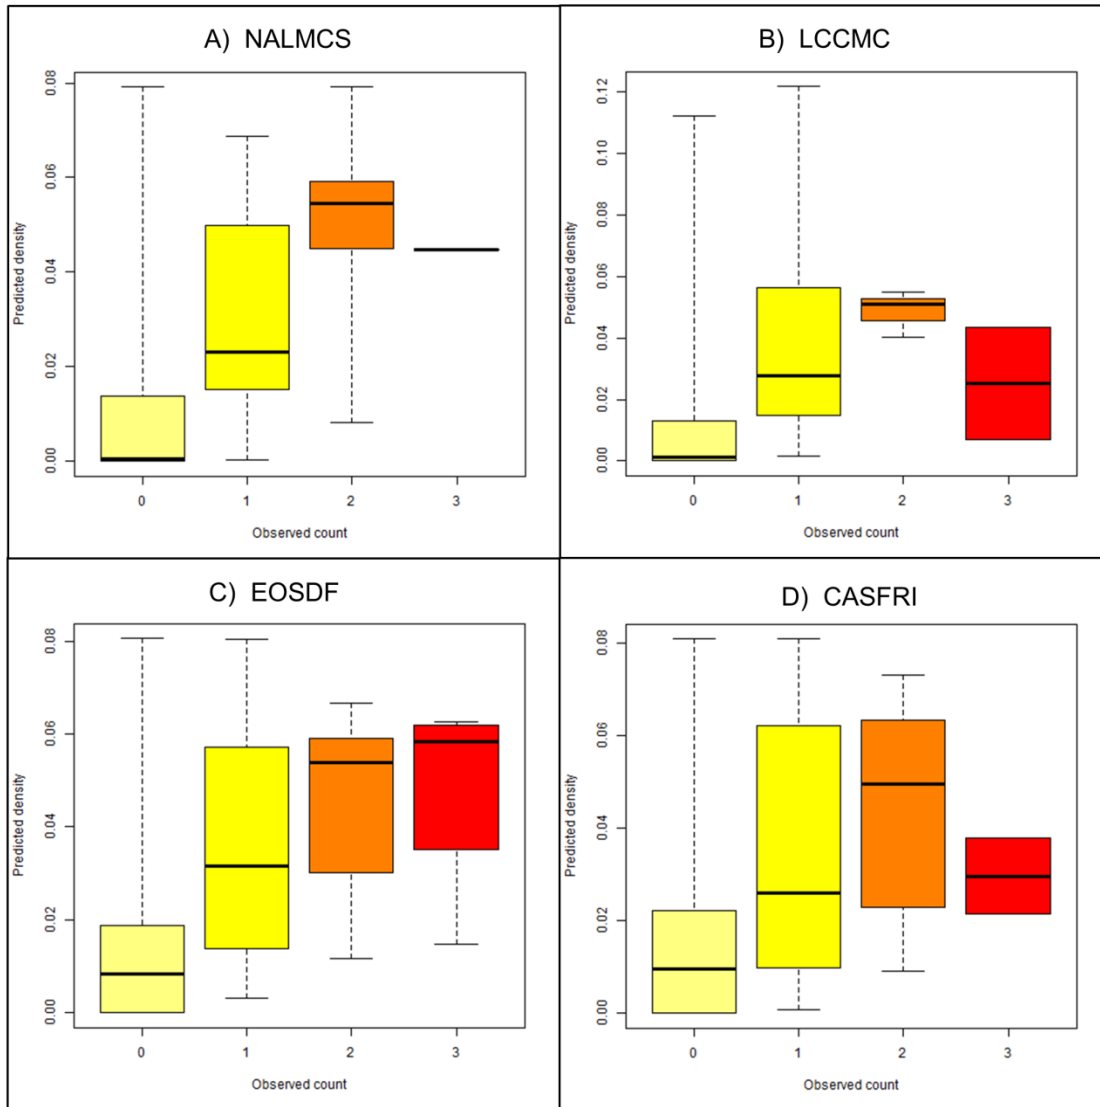 A) NALMCS
Predicted density
0.08
0.06
0.04
0.02
0.00
0 1 2 3
Observed count
B) LCCMC
Predicted density
0.12
0.10
0.08
0.06
0.04
0.02
0.00
0 1 2 3
Observed count
C) EOSDF
Predicted density
0.08
0.06
0.04
0.02
0.00
0 1 2 3
Observed count
D) CASFRI
Predicted density
0.08
0.06
0.04
0.02
0.00
0 1 2 3
Observed count